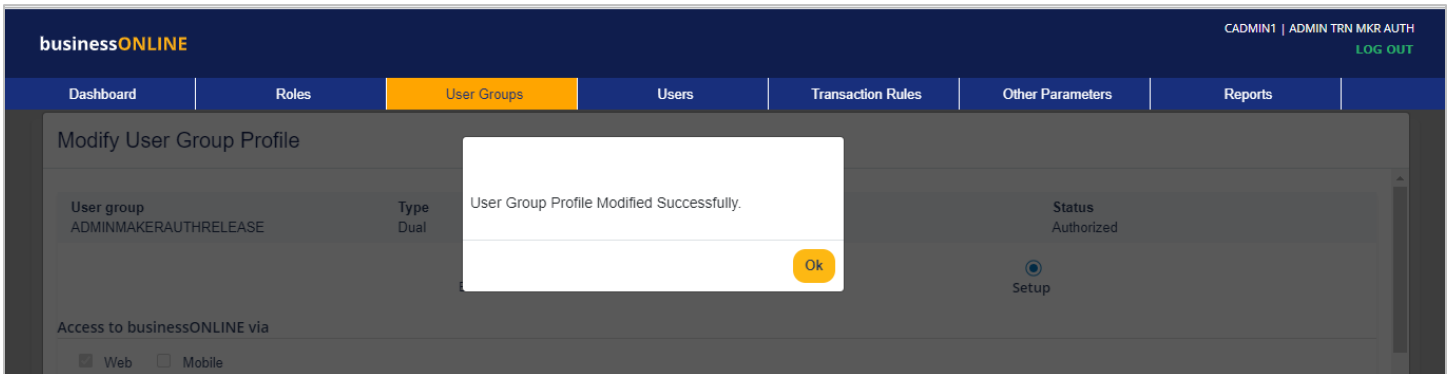 CADMIN1 | ADMIN TRN MKR AUTH
businessONLINE
LOG OUT
Dashboard Roles User Groups Users Transaction Rules Other Parameters Reports
Modify User Group Profile
User group Type Status
ADMINMAKERAUTHRELEASE Dual Authorized
User Group Profile Modified Successfully.
Ok
Setup
Access to businessONLINE via
Web Mobile